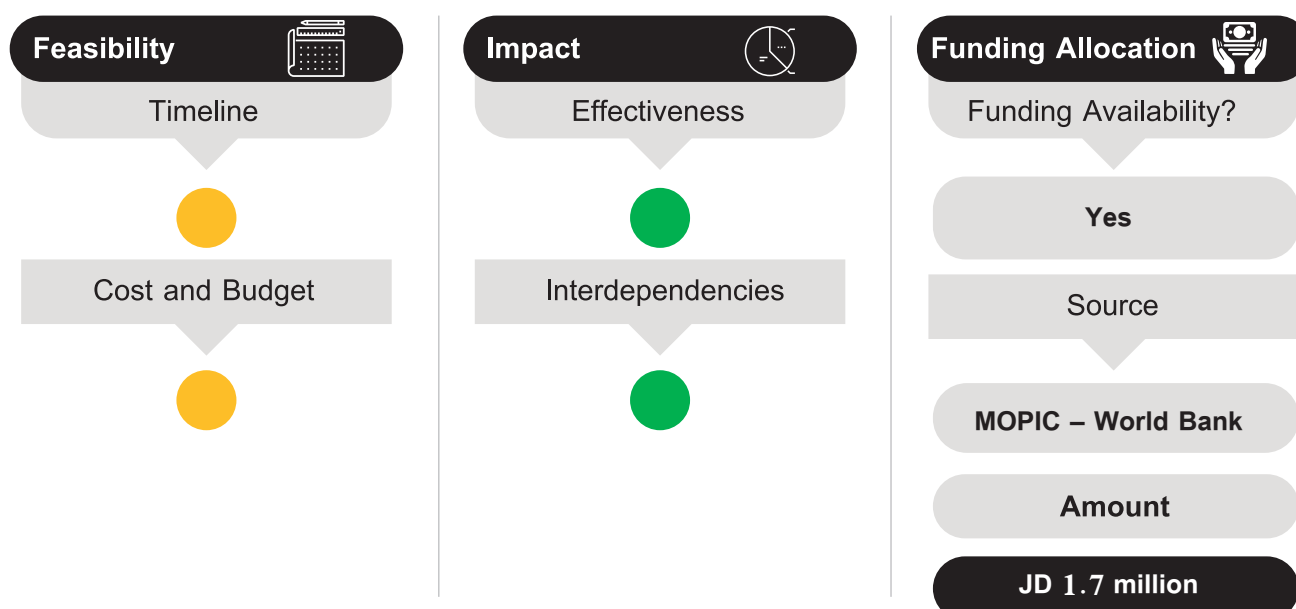 Feasibility
Timeline
Cost and Budget
Impact
Effectiveness
Interdependencies
Funding Allocation
Funding Availability?
Yes
Source
MOPIC – World Bank
Amount
JD 1.7 million